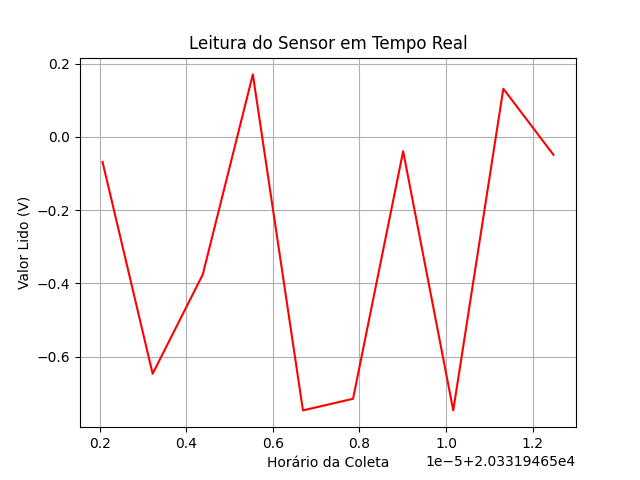 Leitura do Sensor em Tempo Real
0.2
0.0
−0.2
−0.4
−0.6
Valor Lido (V)
0.2 0.4 0.6 0.8 1.0 1.2
Horário da Coleta
1e−5+2.03319465e4